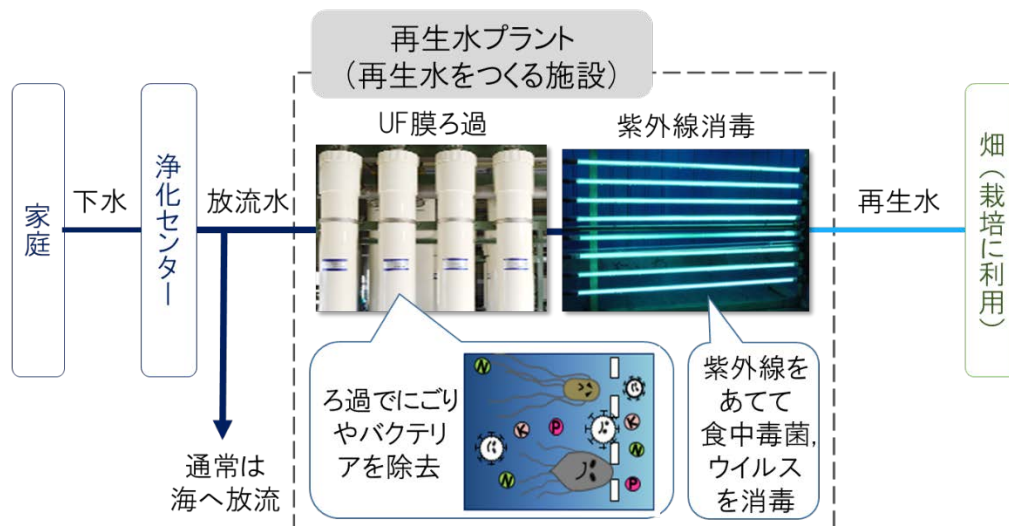 再生水プラント
（再生水をつくる施設）
家庭
下水
浄化センター
放流水
通常は
海へ放流
UF膜ろ過
紫外線消毒
ろ過でにごり
やバクテリ
アを除去
N
K
P
N
K
N
P
紫外線を
あてて
食中毒菌,
ウイルス
を消毒
再生水
畑（栽培に利用）